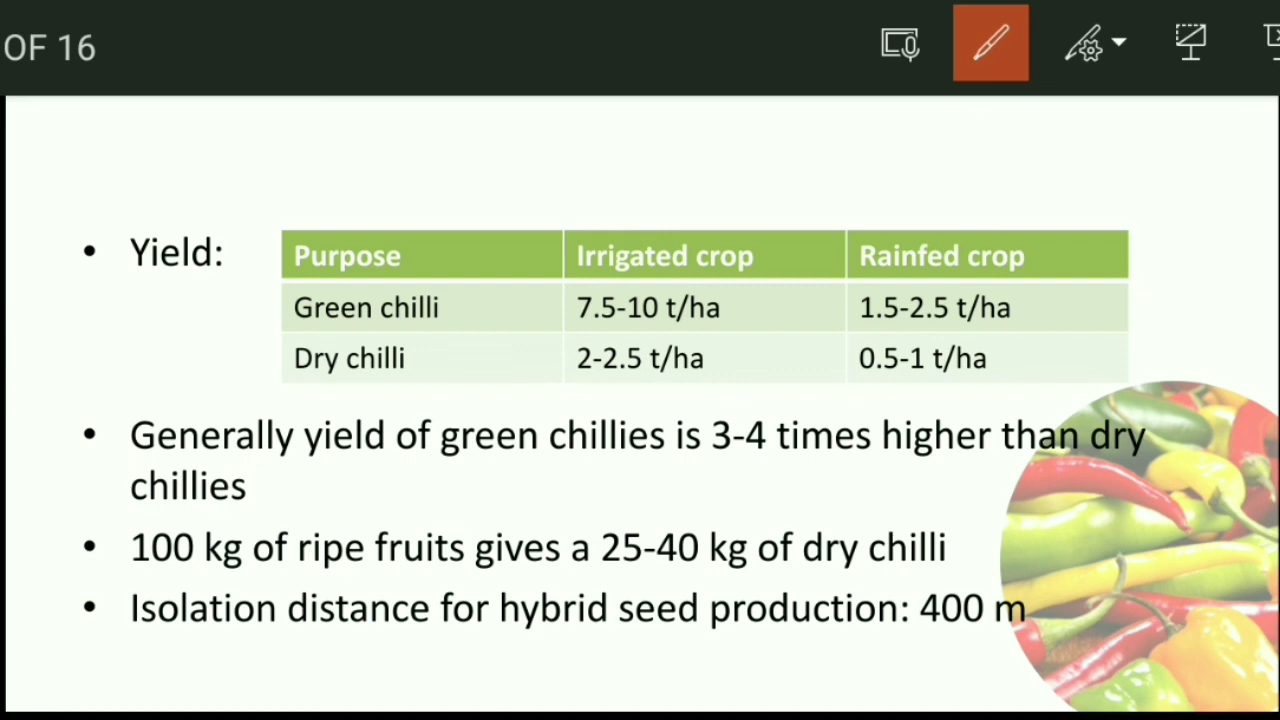 OF 16
• Yield:
Purpose Irrigated crop Rainfed crop
Green chilli 7.5-10 t/ha 1.5-2.5 t/ha
Dry chilli 2-2.5 t/ha 0.5-1 t/ha
• Generally yield of green chillies is 3-4 times higher than dry
chillies
• 100 kg of ripe fruits gives a 25-40 kg of dry chilli
• Isolation distance for hybrid seed production: 400 m